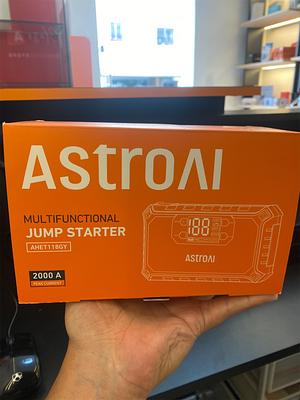 AstroAI
MULTIFUNCTIONAL
JUMP STARTER
AHET118GY
2000 A
PEAK CURRENT
188
AstroAI